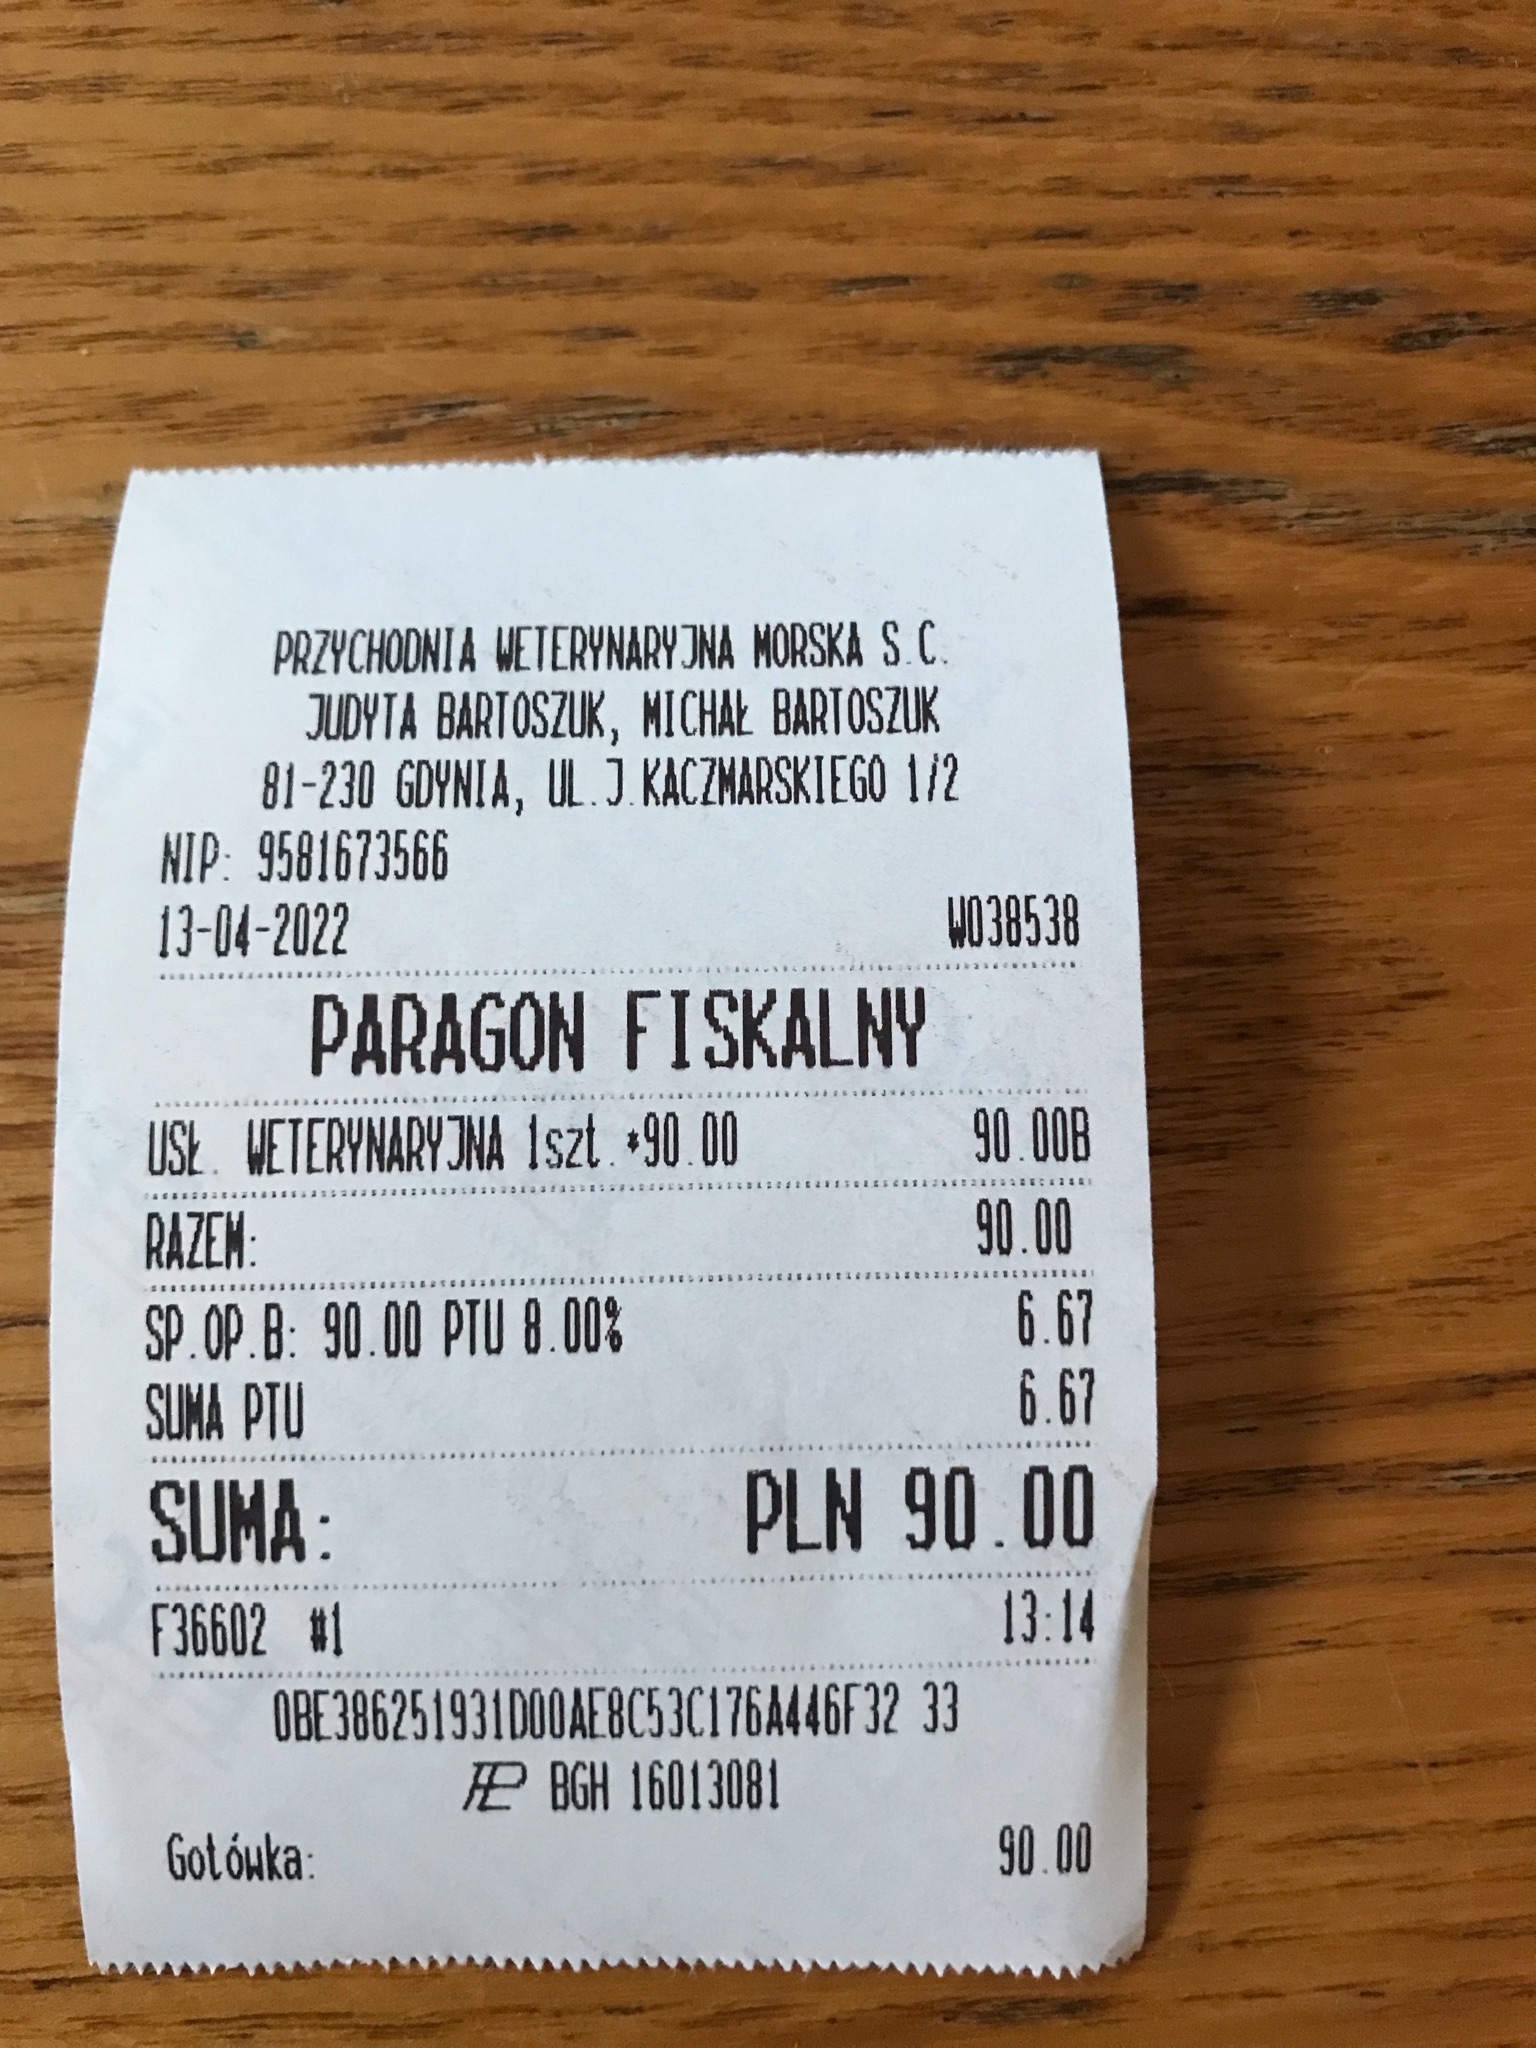 PRZYCHODNIA WETERYNARYJNA MORSKA S.C.
JUDYTA BARTOSZUK, MICHAŁ BARTOSZUK
81-230 GDYNIA, UL.J.KACZMARSKIEGO 1/2
NIP: 9581673566
13-04-2022 W038538
PARAGON FISKALNY
USŁ. WETERYNARYJNA 1szt.*90.00 90.00B
RAZEM: 90.00
SP.OP.B: 90.00 PTU 8.00% 6.67
SUMA PTU 6.67
SUMA: PLN 90.00
F36602 #1 13:14
0BE386251931D00AE8C53C176A446F32 33
BGH 16013081
Gotówka: 90.00